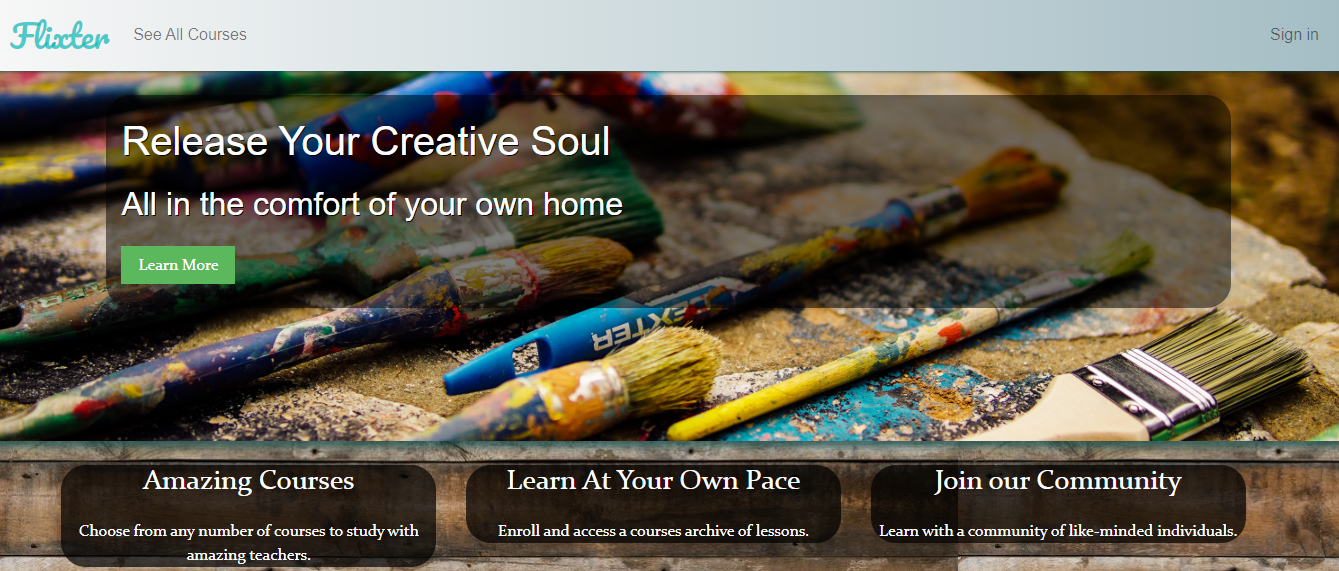 Flixter
See All Courses
Sign in
Release Your Creative Soul
All in the comfort of your own home
Learn More
EXTER
Amazing Courses
Choose from any number of courses to study with
amazing teachers.
Learn At Your Own Pace
Enroll and access a courses archive of lessons.
Join our Community
Learn with a community of like-minded individuals.